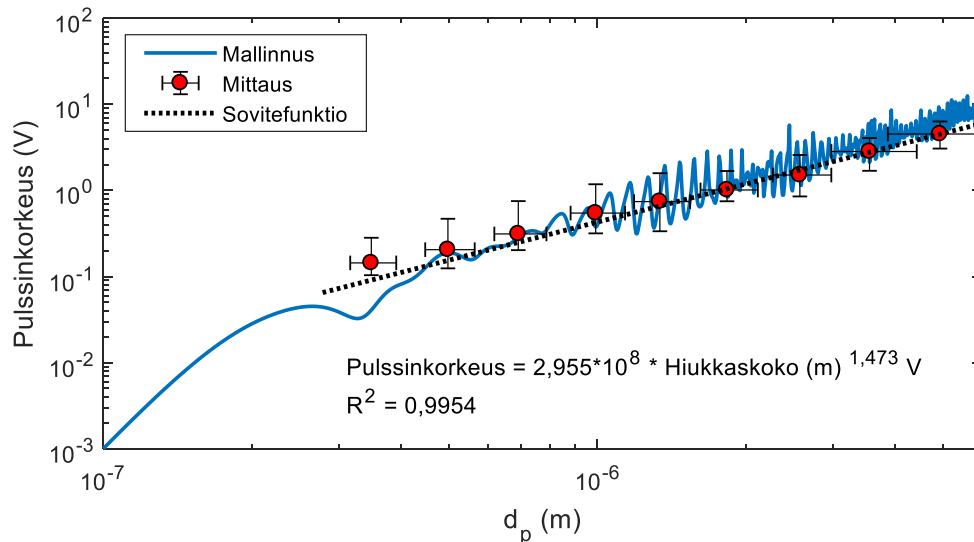 10^2
10^1
10^0
10^-1
10^-2
10^-3
Pulssinkorkeus (V)
Mallinnus
Mittaus
Sovitefunktio
Pulssinkorkeus = 2,955*10^8 * Hiukkaskoko (m) ^1,473 V
R^2 = 0,9954
10^-7
10^-6
d_p (m)